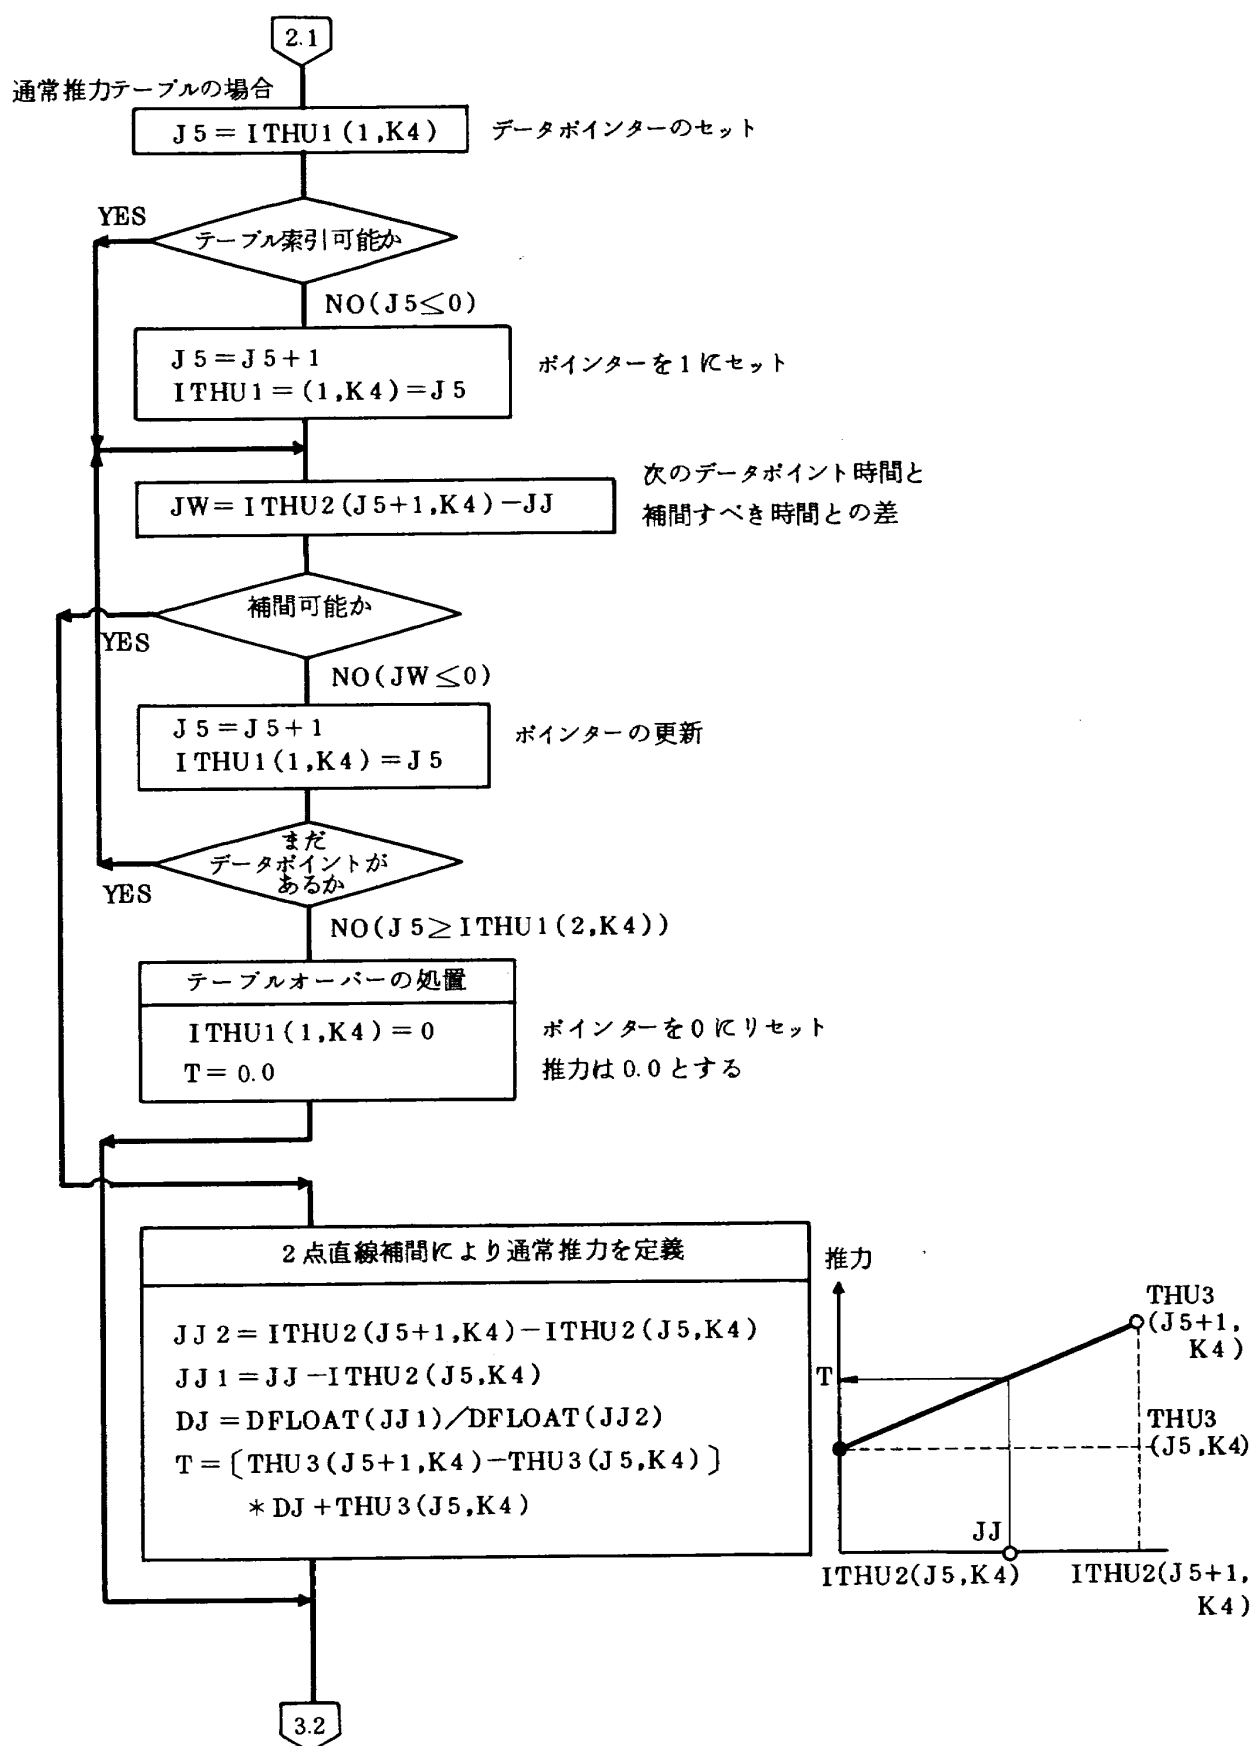 2.1
通常推力テーブルの場合
J5=ITHU1(1,K4)
データポインターのセット
YES
テーブル索引可能か
NO(J5≦0)
J5=J5+1
ITHU1=(1,K4)=J5
ポインターを1にセット
JW=ITHU2(J5+1,K4)-JJ
次のデータポイント時間と
補間すべき時間との差
補間可能か
YES
NO(JW≦0)
J5=J5+1
ITHU1(1,K4)=J5
ポインターの更新
まだ
データポイントが
あるか
YES
NO(J5≧ITHU1(2,K4))
テーブルオーバーの処置
ITHU1(1,K4)=0
T=0.0
ポインターを0にリセット
推力は0.0とする
2点直線補間により通常推力を定義
JJ2=ITHU2(J5+1,K4)-ITHU2(J5,K4)
JJ1=JJ-ITHU2(J5,K4)
DJ=DFLOAT(JJ1)/DFLOAT(JJ2)
T=〔THU3(J5+1,K4)-THU3(J5,K4)〕
*DJ+THU3(J5,K4)
推力
THU3
(J5+1,
K4)
T
THU3
(J5,K4)
JJ
ITHU2(J5,K4)
ITHU2(J5+1,
K4)
3.2